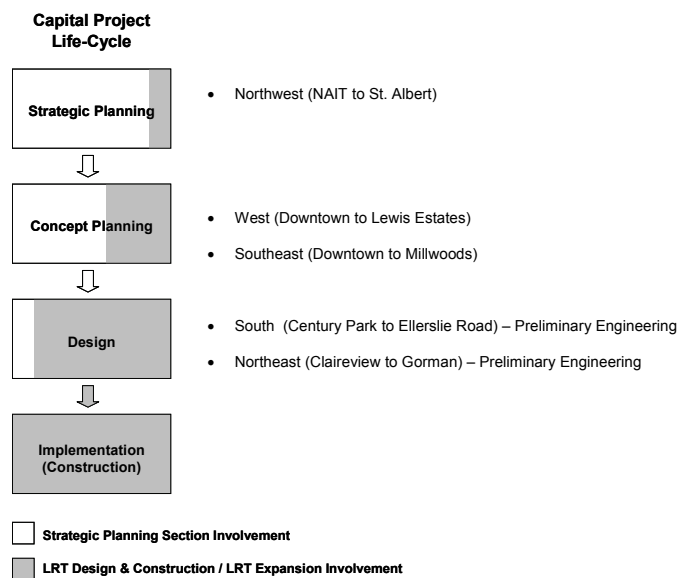 Capital Project
Life-Cycle
Strategic Planning
• Northwest (NAIT to St. Albert)
Concept Planning
• West (Downtown to Lewis Estates)
• Southeast (Downtown to Millwoods)
Design
• South (Century Park to Ellerslie Road) – Preliminary Engineering
• Northeast (Claireview to Gorman) – Preliminary Engineering
Implementation
(Construction)
Strategic Planning Section Involvement
LRT Design & Construction / LRT Expansion Involvement